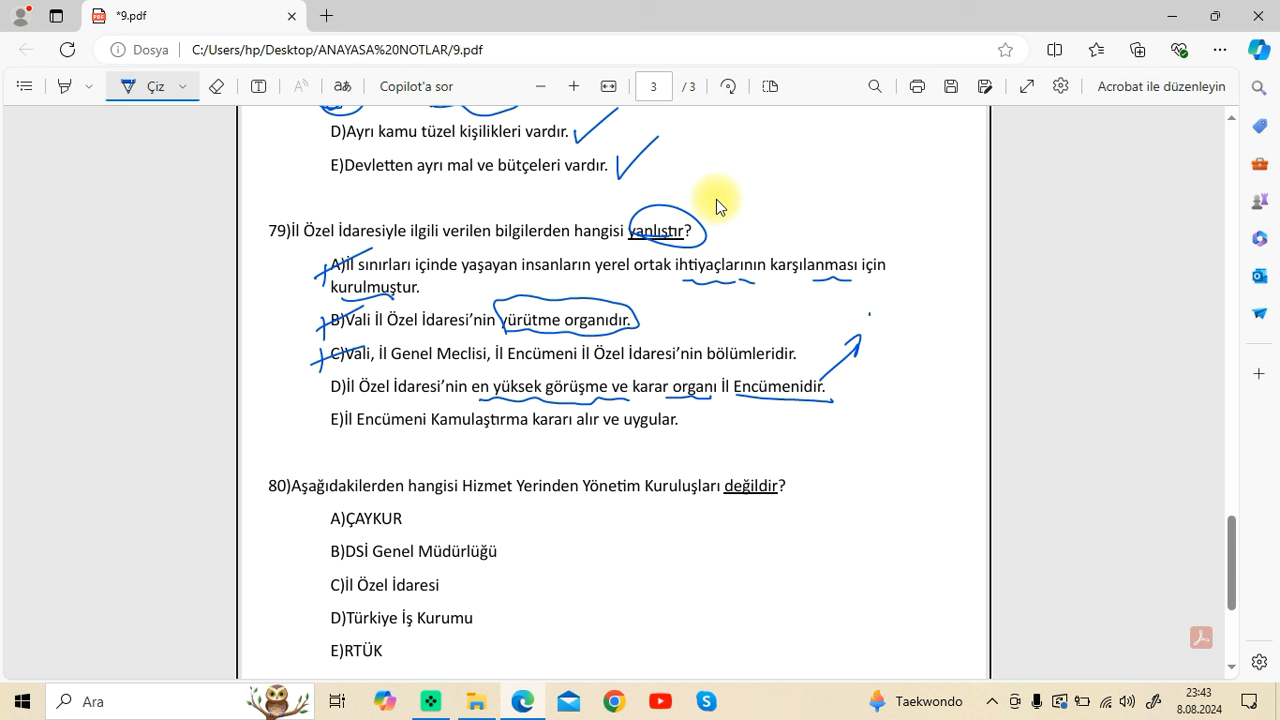 *9.pdf
Dosya C:/Users/hp/Desktop/ANAYASA%20NOTLAR/9.pdf
Çiz
aあ
Copilot'a sor
3 / 3
Acrobat ile düzenleyin
D)Ayrı kamu tüzel kişilikleri vardır.
E)Devletten ayrı mal ve bütçeleri vardır.
79)İl Özel İdaresiyle ilgili verilen bilgilerden hangisi yanlıştır?
A)İl sınırları içinde yaşayan insanların yerel ortak ihtiyaçlarının karşılanması için
kurulmuştur.
B)Vali İl Özel İdaresi’nin yürütme organıdır.
C)Vali, İl Genel Meclisi, İl Encümeni İl Özel İdaresi’nin bölümleridir.
D)İl Özel İdaresi’nin en yüksek görüşme ve karar organı İl Encümenidir.
E)İl Encümeni Kamulaştırma kararı alır ve uygular.
80)Aşağıdakilerden hangisi Hizmet Yerinden Yönetim Kuruluşları değildir?
A)ÇAYKUR
B)DSİ Genel Müdürlüğü
C)İl Özel İdaresi
D)Türkiye İş Kurumu
E)RTÜK
Ara
Taekwondo
23:43
8.08.2024